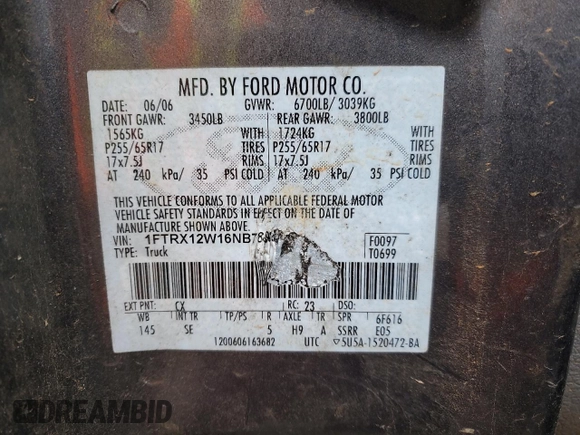 MFD. BY FORD MOTOR CO.
DATE: 06/06 GVWR: 6700LB/ 3039KG
FRONT GAWR: 3450LB REAR GAWR: 3800LB
1565KG WITH 1724KG WITH
P255/65R17 TIRES P255/65R17 TIRES
17x7.5J RIMS 17x7.5J RIMS
AT 240 kPa/ 35 PSI COLD AT 240 kPa/ 35 PSI COLD
THIS VEHICLE CONFORMS TO ALL APPLICABLE FEDERAL MOTOR
VEHICLE SAFETY STANDARDS IN EFFECT ON THE DATE OF
MANUFACTURE SHOWN ABOVE.
VIN: F0097
TYPE: Truck T0699
EXT PNT: CX RC: 23 DSO:
WB INT TR TP/PS R AXLE TR SPR 6F616
145 SE 5 H9 A SSRR E05
1200606163682 UTC ▽5U5A-1520472-BA
DREAMBID